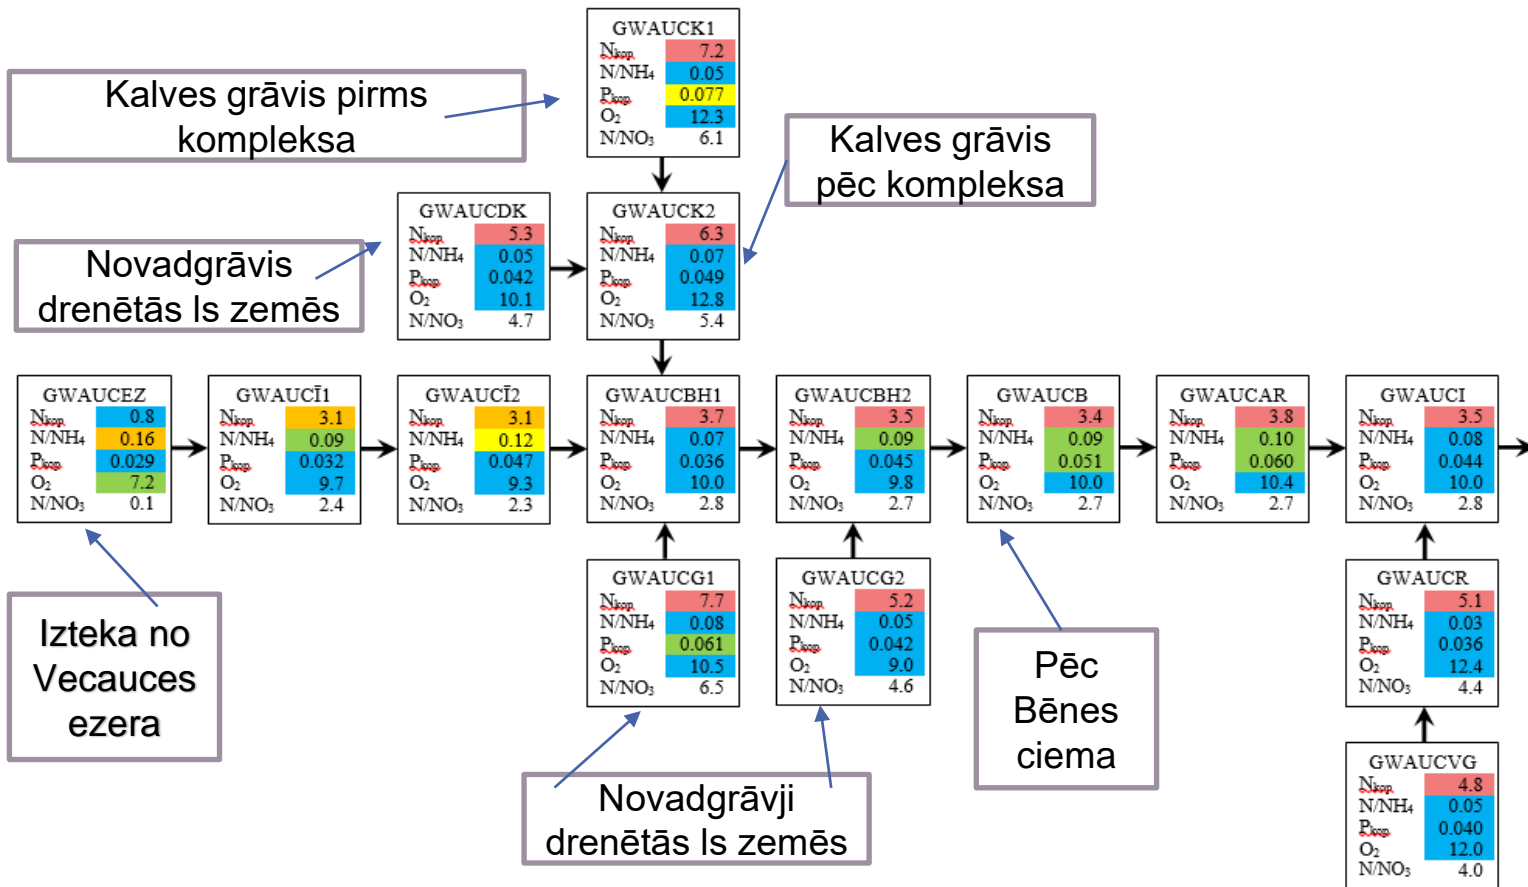 GWAUCK1
Nkop 7.2
N/NH₄ 0.05
Pkop 0.077
O₂ 12.3
N/NO₃ 6.1
Kalves grāvis pirms
kompleksa
Kalves grāvis
pēc kompleksa
GWAUCDK
Nkop 5.3
N/NH₄ 0.05
Pkop 0.042
O₂ 10.1
N/NO₃ 4.7
GWAUCK2
Nkop 6.3
N/NH₄ 0.07
Pkop 0.049
O₂ 12.8
N/NO₃ 5.4
Novadgrāvis
drenētās ls zemēs
GWAUCEZ
Nkop 0.8
N/NH₄ 0.16
Pkop 0.029
O₂ 7.2
N/NO₃ 0.1
GWAUCĪ1
Nkop 3.1
N/NH₄ 0.09
Pkop 0.032
O₂ 9.7
N/NO₃ 2.4
GWAUCĪ2
Nkop 3.1
N/NH₄ 0.12
Pkop 0.047
O₂ 9.3
N/NO₃ 2.3
GWAUCBH1
Nkop 3.7
N/NH₄ 0.07
Pkop 0.036
O₂ 10.0
N/NO₃ 2.8
GWAUCBH2
Nkop 3.5
N/NH₄ 0.09
Pkop 0.045
O₂ 9.8
N/NO₃ 2.7
GWAUCB
Nkop 3.4
N/NH₄ 0.09
Pkop 0.051
O₂ 10.0
N/NO₃ 2.7
GWAUCAR
Nkop 3.8
N/NH₄ 0.10
Pkop 0.060
O₂ 10.4
N/NO₃ 2.7
GWAUCI
Nkop 3.5
N/NH₄ 0.08
Pkop 0.044
O₂ 10.0
N/NO₃ 2.8
Izteka no
Vecauces
ezera
GWAUCG1
Nkop 7.7
N/NH₄ 0.08
Pkop 0.061
O₂ 10.5
N/NO₃ 6.5
GWAUCG2
Nkop 5.2
N/NH₄ 0.05
Pkop 0.042
O₂ 9.0
N/NO₃ 4.6
Pēc
Bēnes
ciema
GWAUCR
Nkop 5.1
N/NH₄ 0.03
Pkop 0.036
O₂ 12.4
N/NO₃ 4.4
Novadgrāvji
drenētās ls zemēs
GWAUCVG
Nkop 4.8
N/NH₄ 0.05
Pkop 0.040
O₂ 12.0
N/NO₃ 4.0